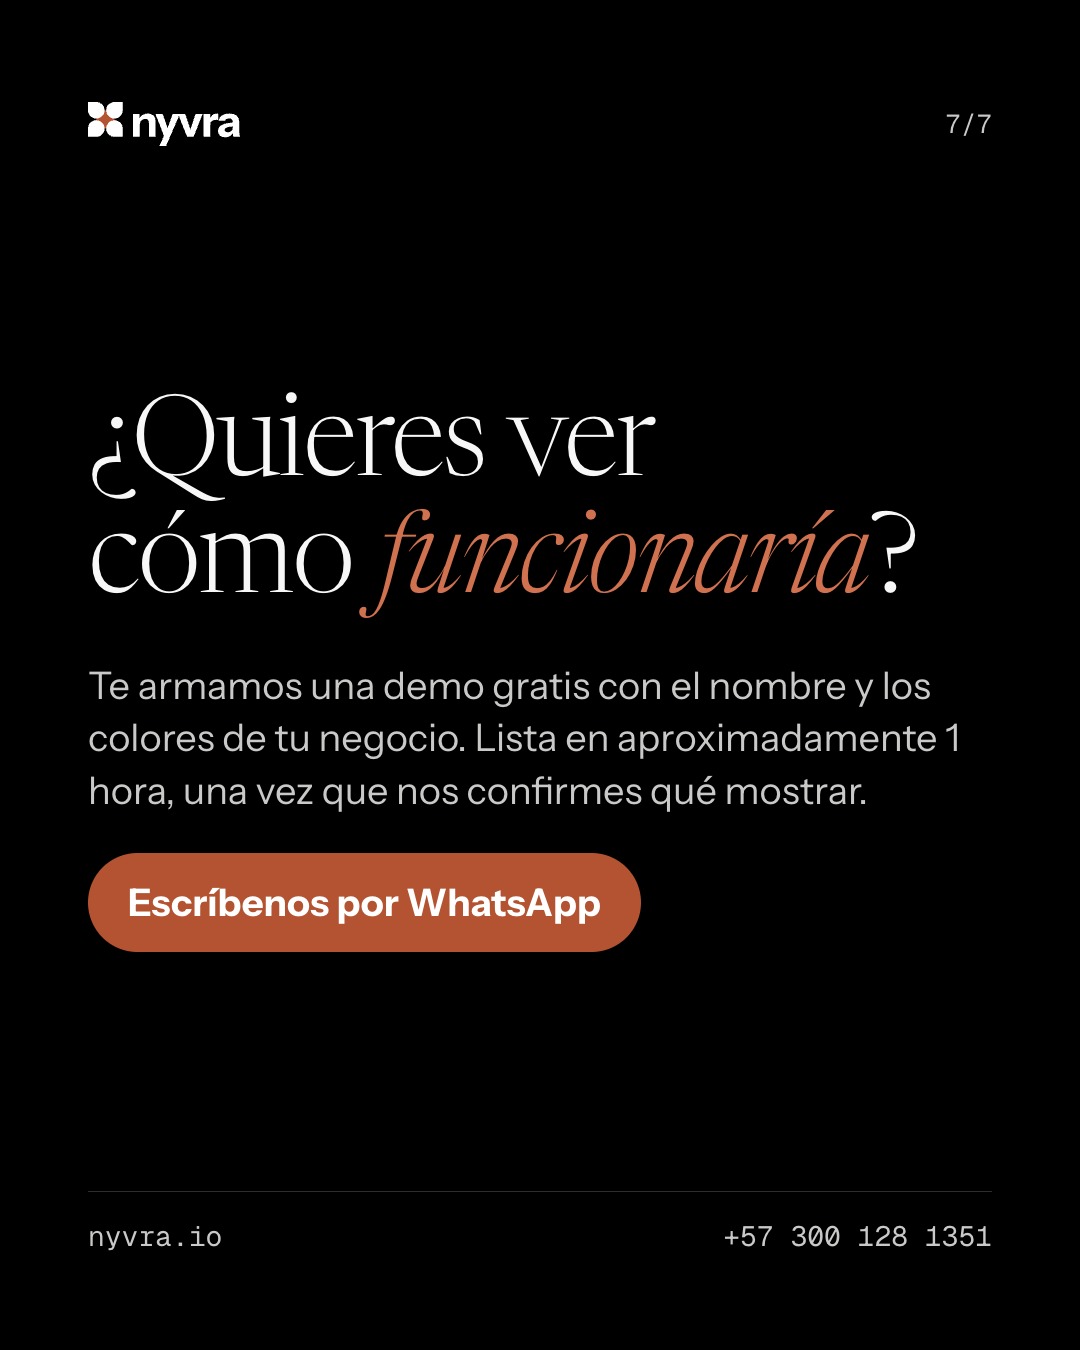 nyvra
7/7
¿Quieres ver
cómo funcionaría?
Te armamos una demo gratis con el nombre y los
colores de tu negocio. Lista en aproximadamente 1
hora, una vez que nos confirmes qué mostrar.
Escríbenos por WhatsApp
nyvra.io
+57 300 128 1351